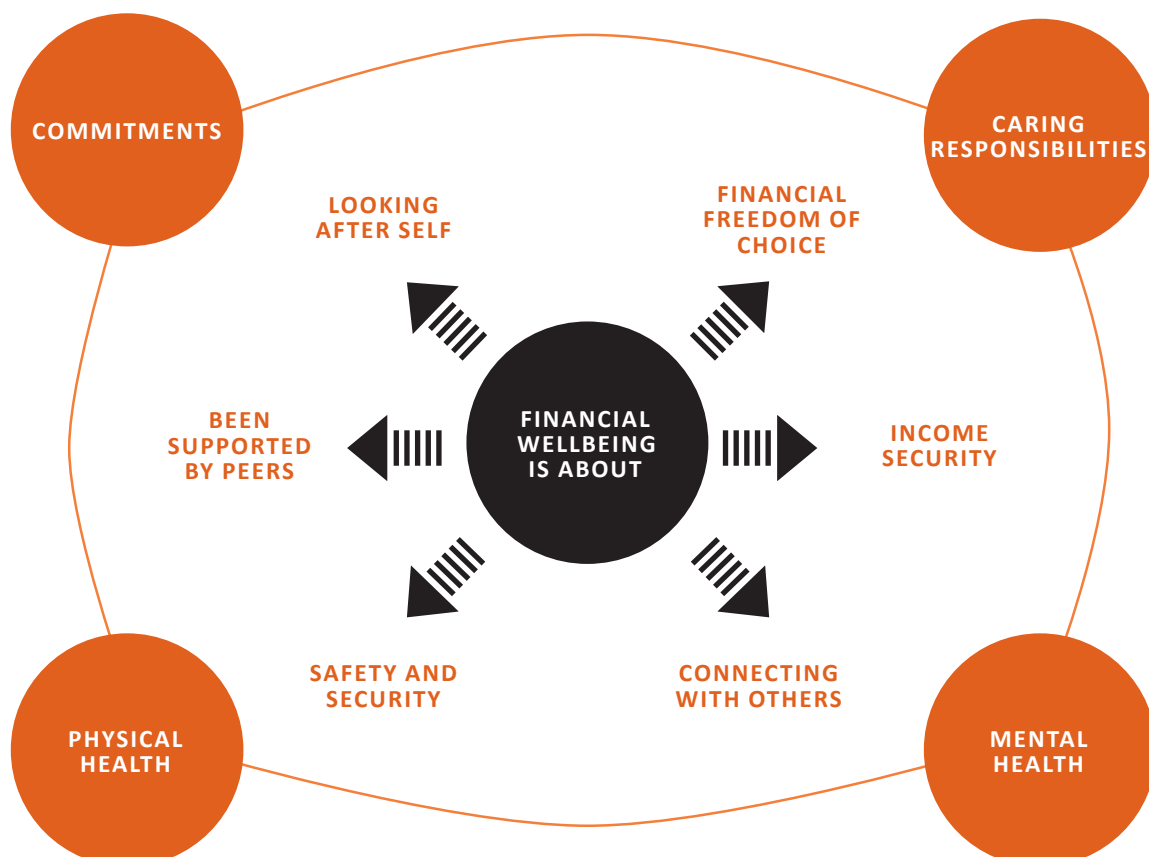 COMMITMENTS
CARING
RESPONSIBILITIES
LOOKING
AFTER SELF
FINANCIAL
FREEDOM OF
CHOICE
BEEN
SUPPORTED
BY PEERS
FINANCIAL
WELLBEING
IS ABOUT
INCOME
SECURITY
SAFETY AND
SECURITY
CONNECTING
WITH OTHERS
PHYSICAL
HEALTH
MENTAL
HEALTH